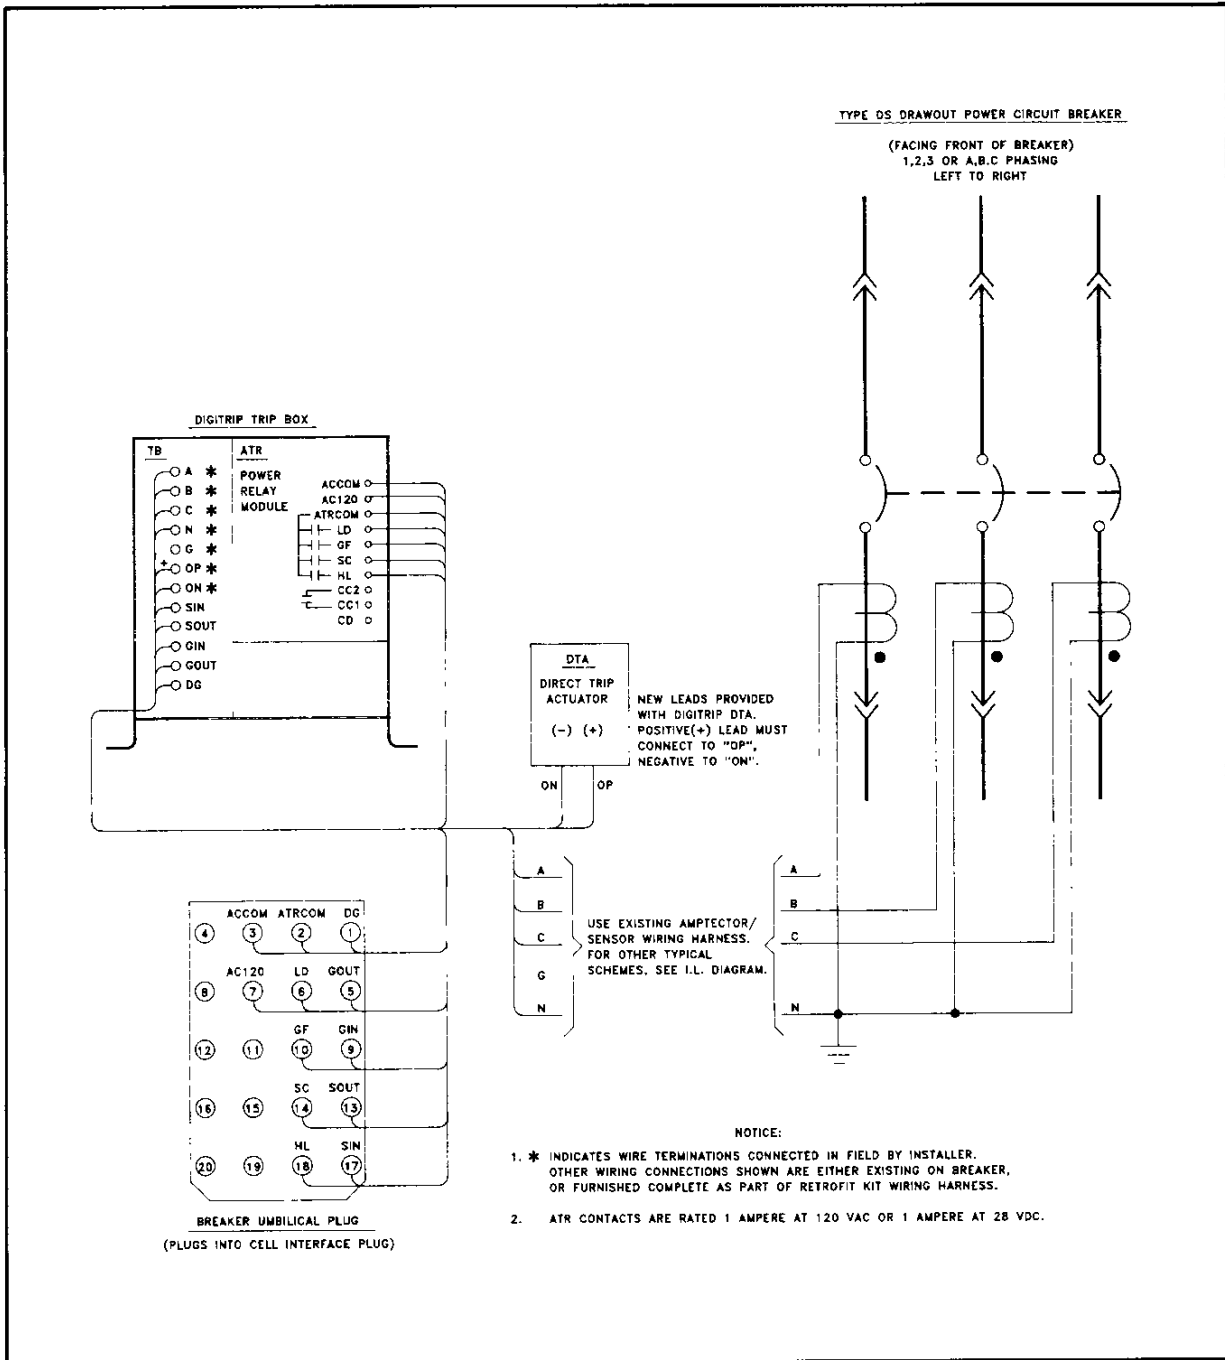 TYPE DS DRAWOUT POWER CIRCUIT BREAKER
(FACING FRONT OF BREAKER)
1,2,3 OR A,B,C PHASING
LEFT TO RIGHT
DIGITRIP TRIP BOX
TB
A *
B *
C *
N *
G *
+ OP *
ON *
SIN
SOUT
GIN
GOUT
DG
ATR
POWER
RELAY
MODULE
ACCOM
AC120
ATRCOM
LD
GF
SC
HL
CC2
CC1
CD
DTA
DIRECT TRIP
ACTUATOR
(-) (+)
ON
OP
NEW LEADS PROVIDED
WITH DIGITRIP DTA.
POSITIVE(+) LEAD MUST
CONNECT TO "OP",
NEGATIVE TO "ON".
A
B
C
G
N
USE EXISTING AMPTECTOR/
SENSOR WIRING HARNESS.
FOR OTHER TYPICAL
SCHEMES, SEE I.L. DIAGRAM.
A
B
C
N
ACCOM ATRCOM DG
4 3 2 1
AC120 LD GOUT
8 7 6 5
GF GIN
12 11 10 9
SC SOUT
16 15 14 13
HL SIN
20 19 18 17
BREAKER UMBILICAL PLUG
(PLUGS INTO CELL INTERFACE PLUG)
NOTICE:
1. * INDICATES WIRE TERMINATIONS CONNECTED IN FIELD BY INSTALLER.
OTHER WIRING CONNECTIONS SHOWN ARE EITHER EXISTING ON BREAKER,
OR FURNISHED COMPLETE AS PART OF RETROFIT KIT WIRING HARNESS.
2. ATR CONTACTS ARE RATED 1 AMPERE AT 120 VAC OR 1 AMPERE AT 28 VDC.